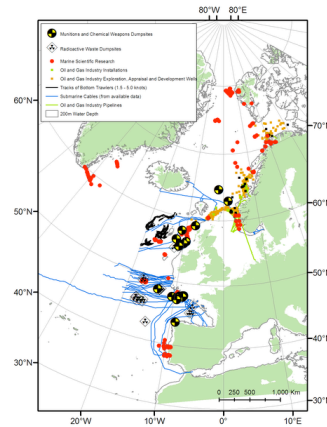 80°W 80°E
Munitions and Chemical Weapons Dumpsites
Radioactive Waste Dumpsites
Marine Scientific Research
Oil and Gas Industry Installations
Oil and Gas Industry Exploration, Appraisal and Development Wells
Tracks of Bottom Trawlers (1.5 - 5.0 knots)
Submarine Cables (from available data)
Oil and Gas Industry Pipelines
200m Water Depth
60°N
60°N
50°N
50°N
40°N
40°N
30°N
30°N
0 250 500 1,000 Km
20°W 10°W 0° 10°E